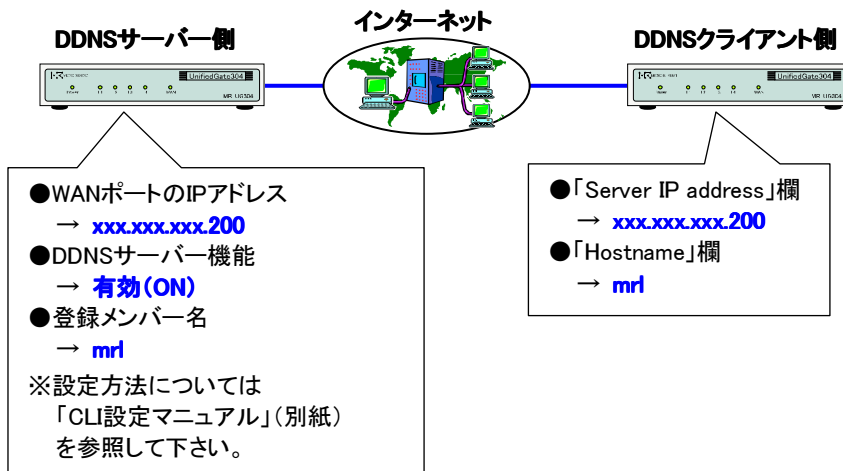 インターネット
DDNSサーバー側
DDNSクライアント側
UnifiedGate304
MR UG304
UnifiedGate304
MR UG304
●WANポートのIPアドレス
→ xxx.xxx.xxx.200
●DDNSサーバー機能
→ 有効(ON)
●登録メンバー名
→ mrl
※設定方法については
「CLI設定マニュアル」(別紙)
を参照して下さい。
●「Server IP address」欄
→ xxx.xxx.xxx.200
●「Hostname」欄
→ mrl